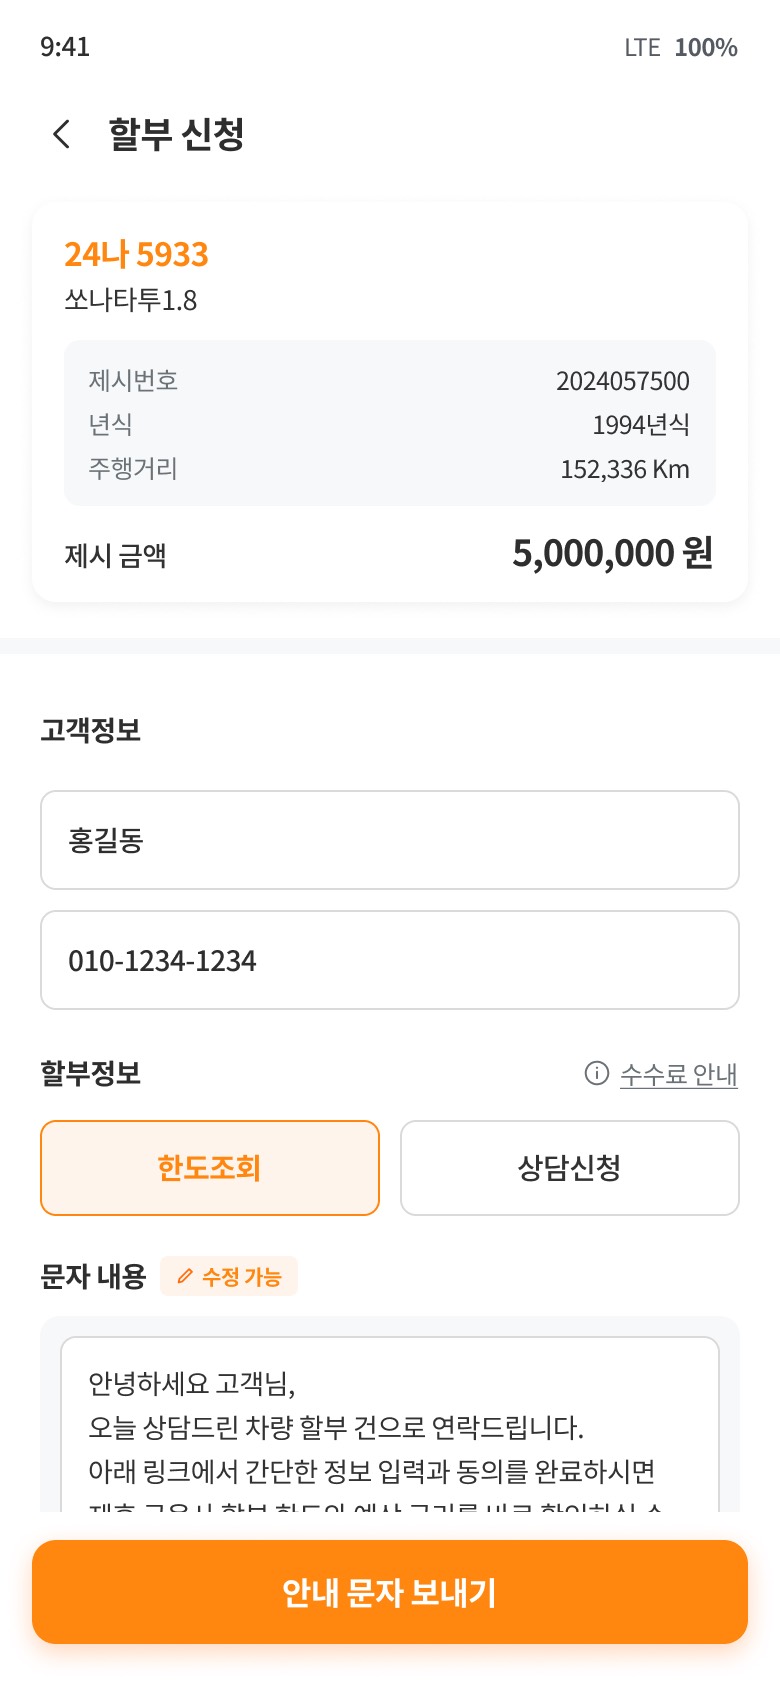 9:41
LTE 100%
할부 신청
24나 5933
쏘나타투1.8
제시번호 2024057500
년식 1994년식
주행거리 152,336 Km
제시 금액 5,000,000 원
고객정보
홍길동
010-1234-1234
할부정보 수수료 안내
한도조회 상담신청
문자 내용 수정 가능
안녕하세요 고객님,
오늘 상담드린 차량 할부 건으로 연락드립니다.
아래 링크에서 간단한 정보 입력과 동의를 완료하시면
안내 문자 보내기